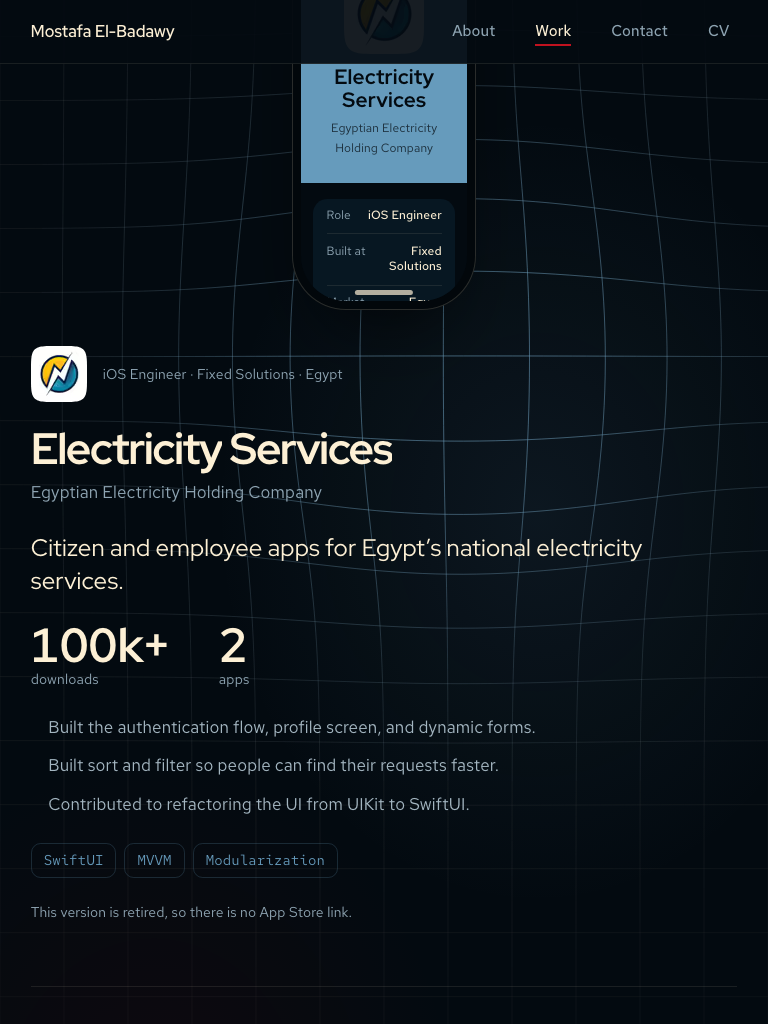 Mostafa El-Badawy
About
Work
Contact
CV
Electricity
Services
Egyptian Electricity
Holding Company
Role
iOS Engineer
Built at
Fixed
Solutions
iOS Engineer · Fixed Solutions · Egypt
Electricity Services
Egyptian Electricity Holding Company
Citizen and employee apps for Egypt’s national electricity
services.
100k+
2
downloads
apps
Built the authentication flow, profile screen, and dynamic forms.
Built sort and filter so people can find their requests faster.
Contributed to refactoring the UI from UIKit to SwiftUI.
SwiftUI
MVVM
Modularization
This version is retired, so there is no App Store link.